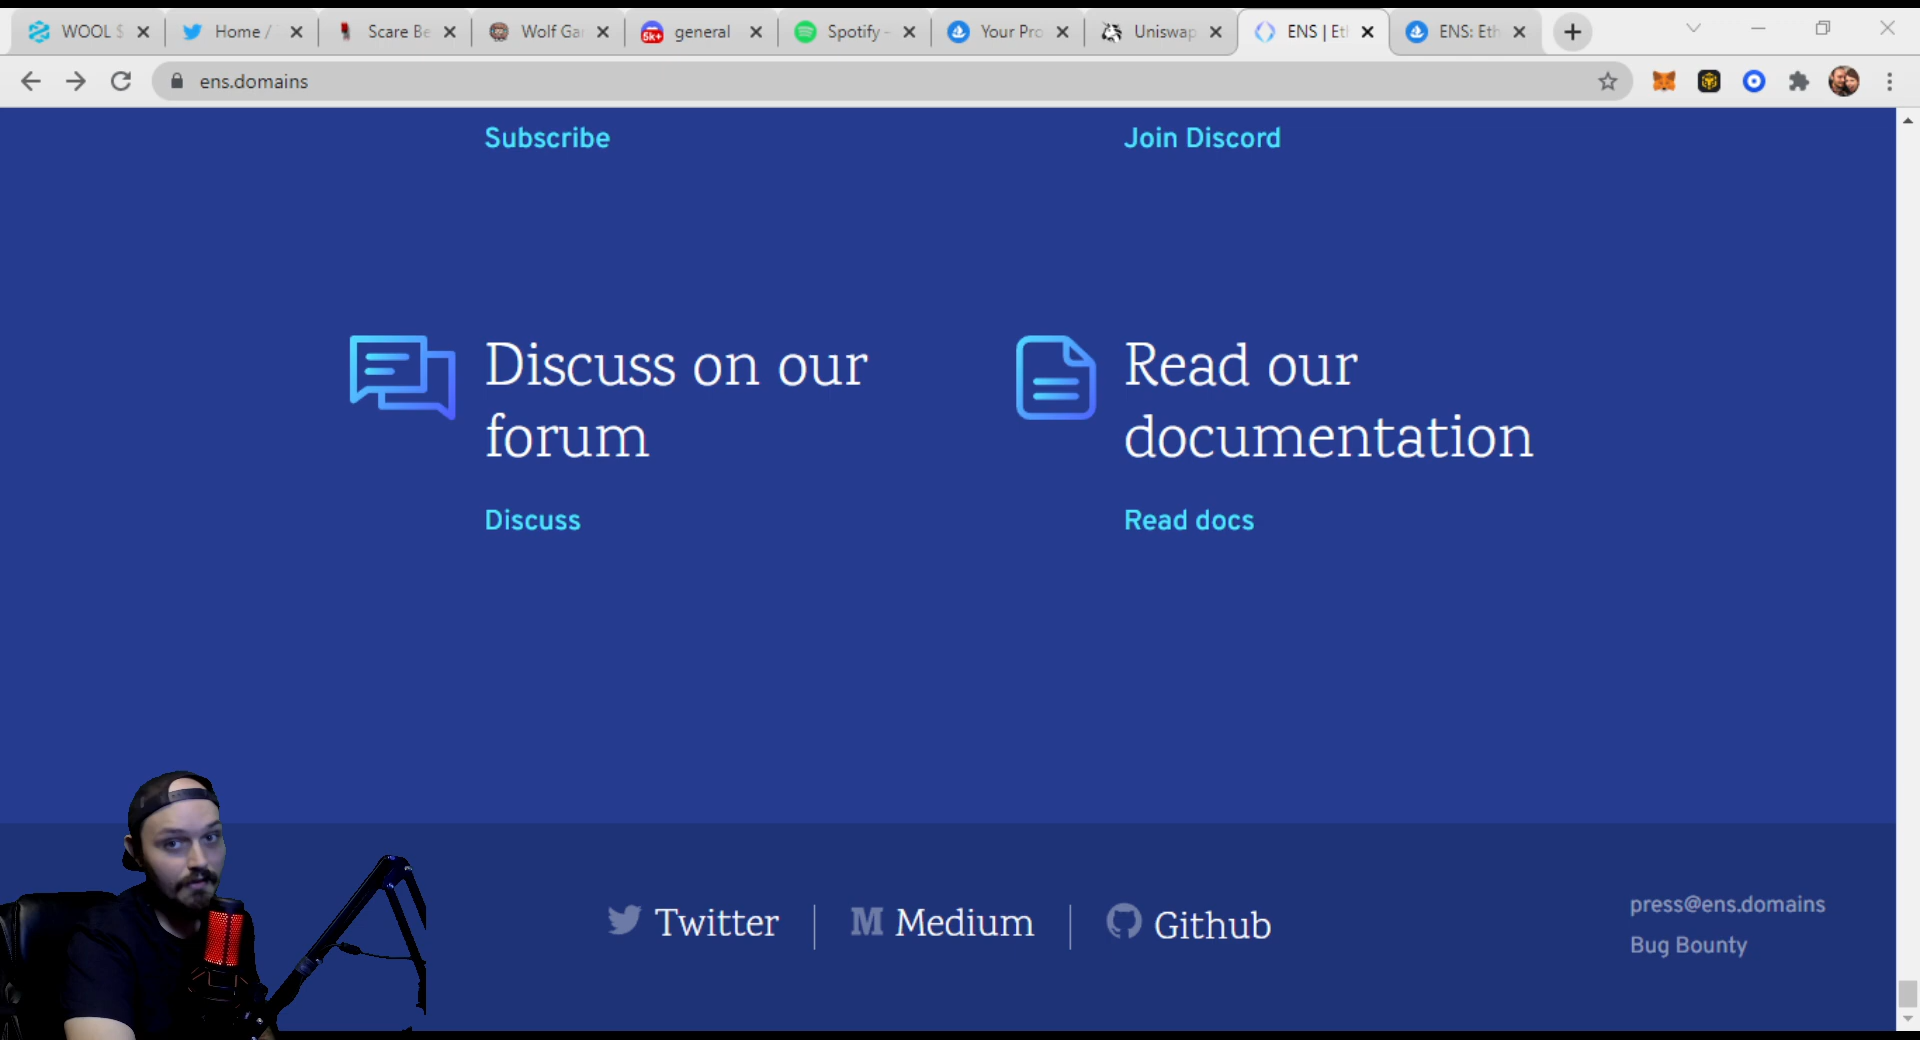 WOOL $
Home /
Scare Be
Wolf Ga
5k+
general
Spotify -
Your Pro
Uniswap
ENS | Et
ENS: Eth
ens.domains
Subscribe
Join Discord
Discuss on our
forum
Discuss
Read our
documentation
Read docs
Twitter
M Medium
Github
press@ens.domains
Bug Bounty